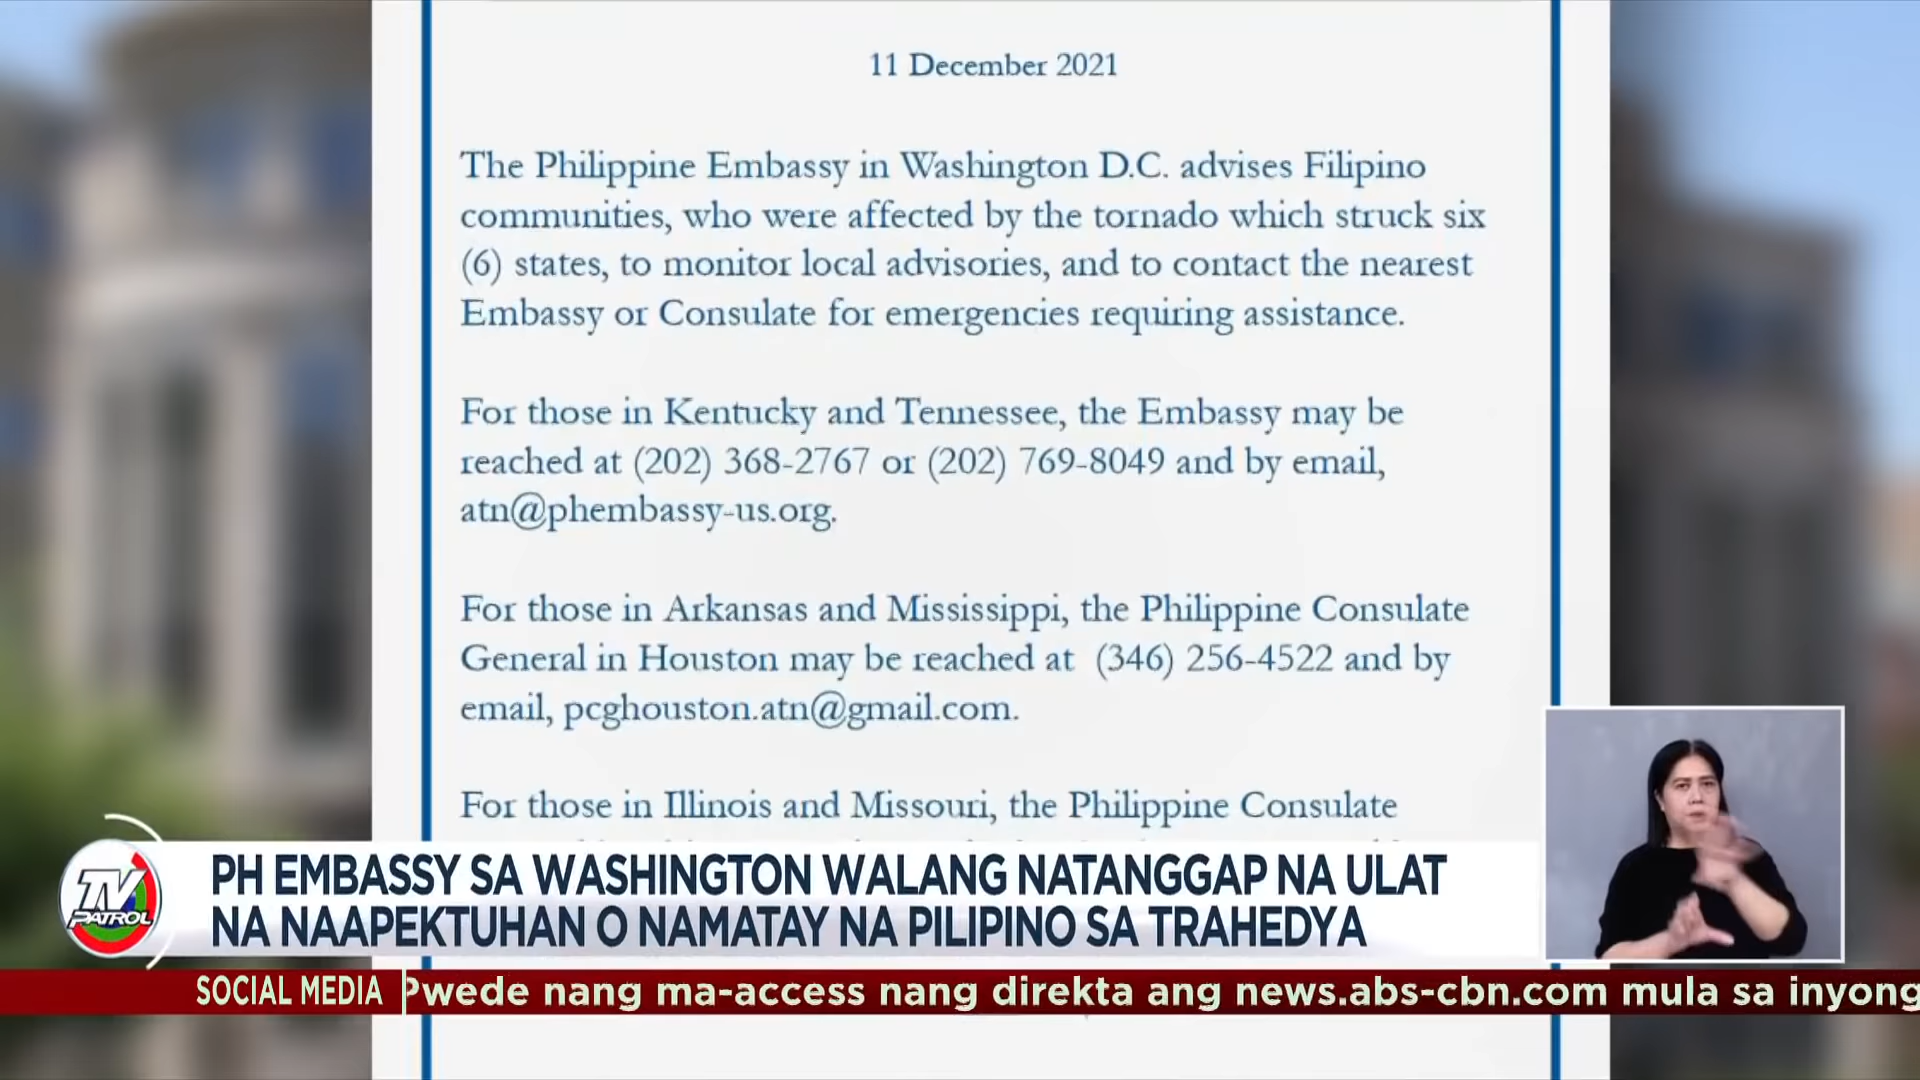 11 December 2021
The Philippine Embassy in Washington D.C. advises Filipino
communities, who were affected by the tornado which struck six
(6) states, to monitor local advisories, and to contact the nearest
Embassy or Consulate for emergencies requiring assistance.
For those in Kentucky and Tennessee, the Embassy may be
reached at (202) 368-2767 or (202) 769-8049 and by email,
atn@phembassy-us.org.
For those in Arkansas and Mississippi, the Philippine Consulate
General in Houston may be reached at (346) 256-4522 and by
email, pcghouston.atn@gmail.com.
For those in Illinois and Missouri, the Philippine Consulate
TV
PATROL
PH EMBASSY SA WASHINGTON WALANG NATANGGAP NA ULAT
NA NAAPEKTUHAN O NAMATAY NA PILIPINO SA TRAHEDYA
SOCIAL MEDIA Pwede nang ma-access nang direkta ang news.abs-cbn.com mula sa inyong